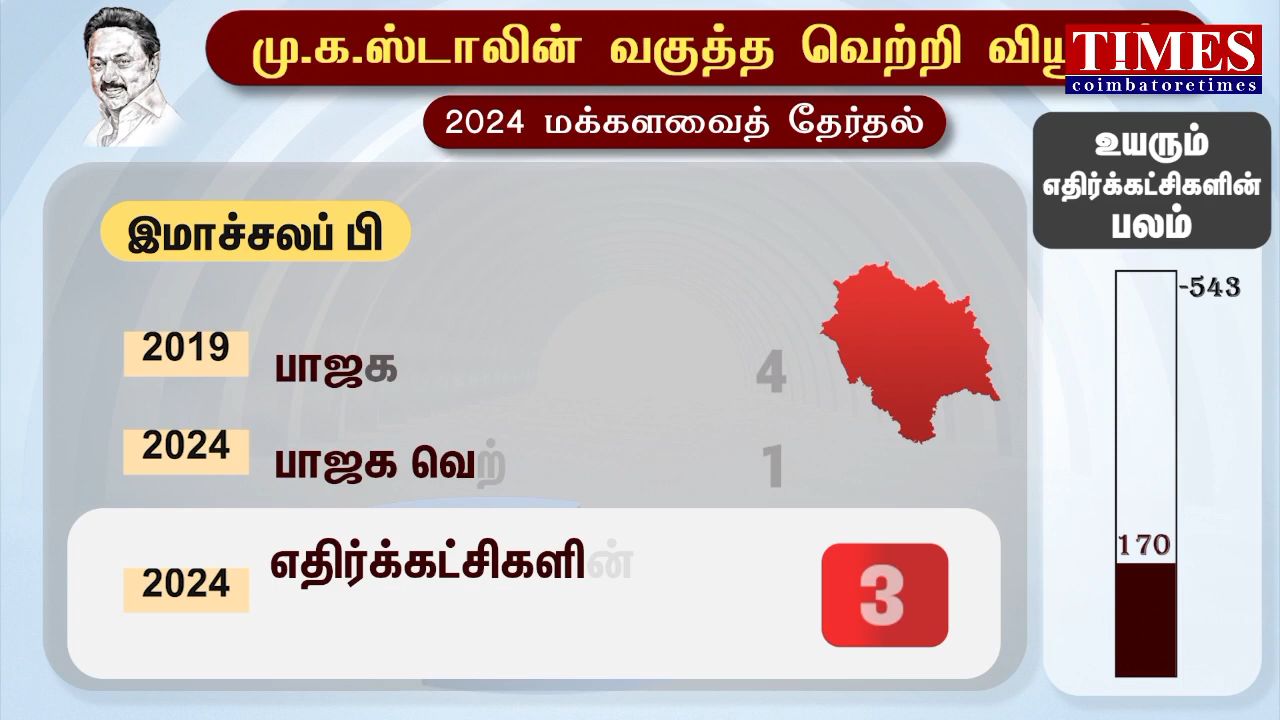 மு.க.ஸ்டாலின் வகுத்த வெற்றி
TIMES
coimbatoretimes
2024 மக்களவைத் தேர்தல்
உயரும்
எதிர்க்கட்சிகளின்
பலம்
இமாச்சலப் பி
-543
2019 பாஜக 4
2024 பாஜக வெற் 1
170
2024 எதிர்க்கட்சிகளின் 3